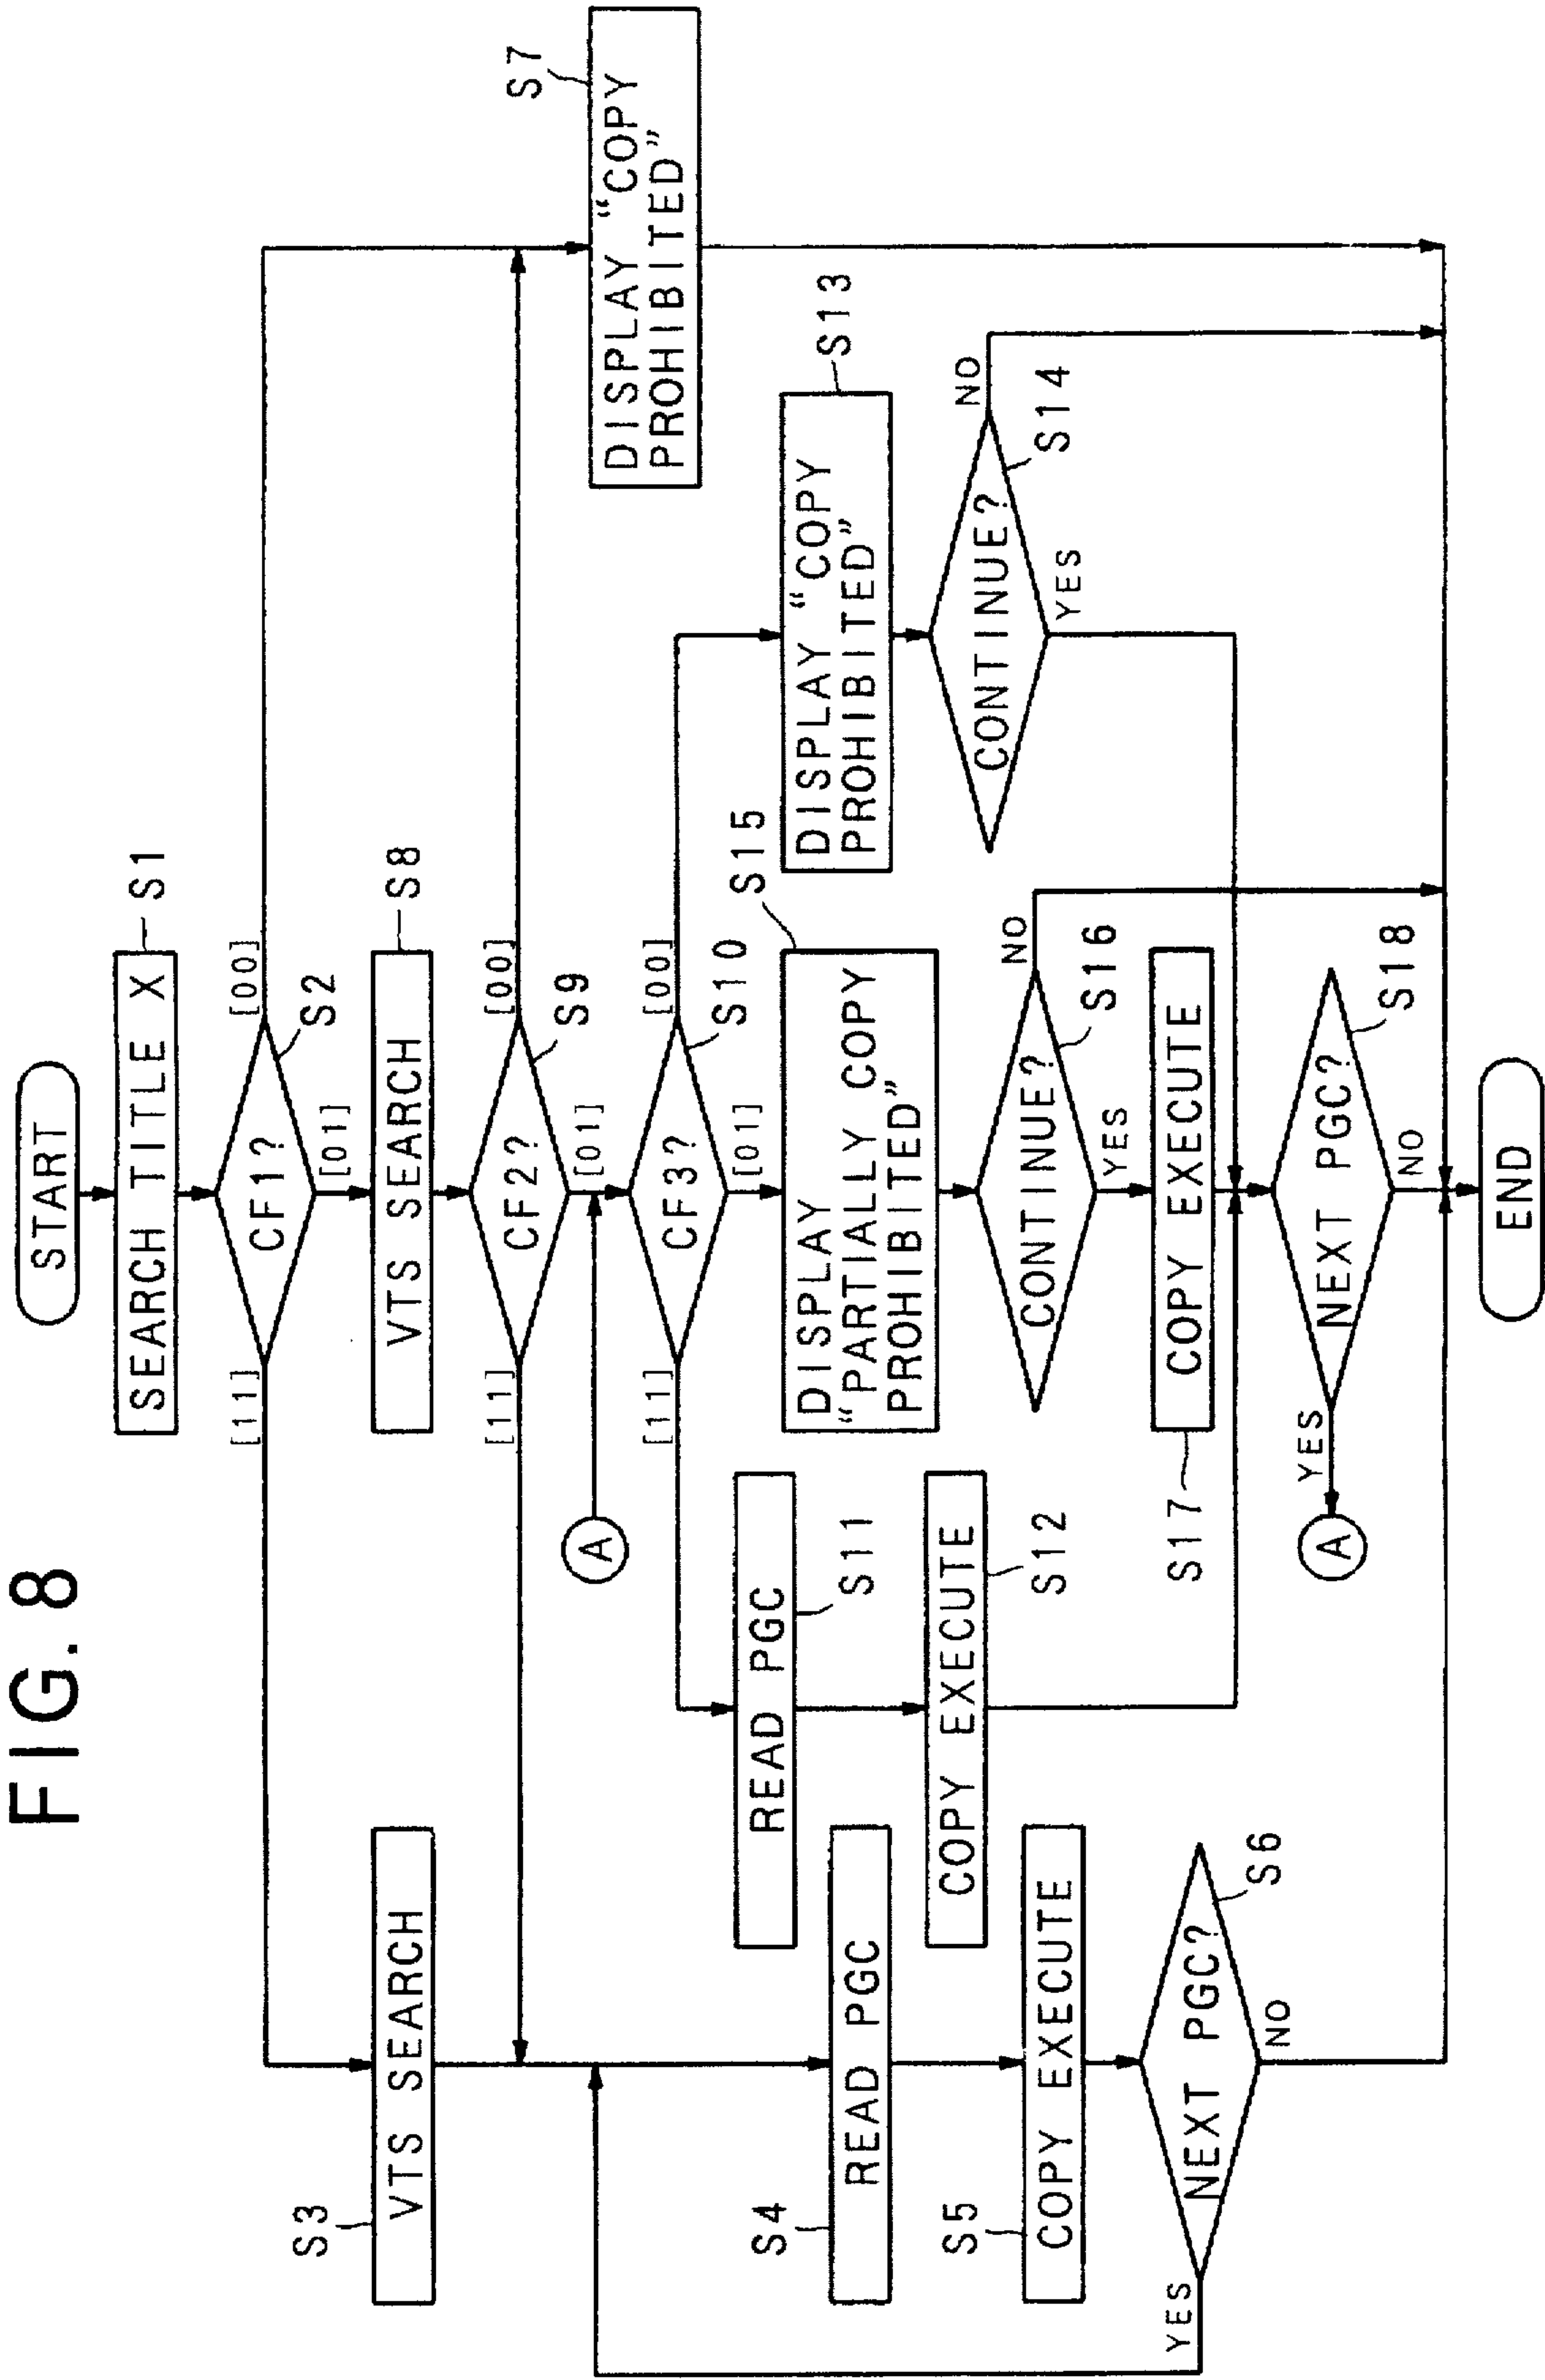 FIG. 8
START
SEARCH TITLE X
S1
CF1?
S2
[11]
[01]
[00]
S3
VTS SEARCH
VTS SEARCH
S8
CF2?
S9
[11]
[01]
[00]
S7
DISPLAY “COPY
PROHIBITED”
A
CF3?
S10
[11]
[01]
[00]
READ PGC
S11
DISPLAY
“PARTIALLY COPY
PROHIBITED”
S15
DISPLAY “COPY
PROHIBITED”
S13
S4
READ PGC
COPY EXECUTE
S12
CONTINUE?
S16
NO
YES
CONTINUE?
S14
NO
YES
S5
COPY EXECUTE
S17
COPY EXECUTE
NEXT PGC?
S6
YES
NO
NEXT PGC?
S18
YES
NO
A
END